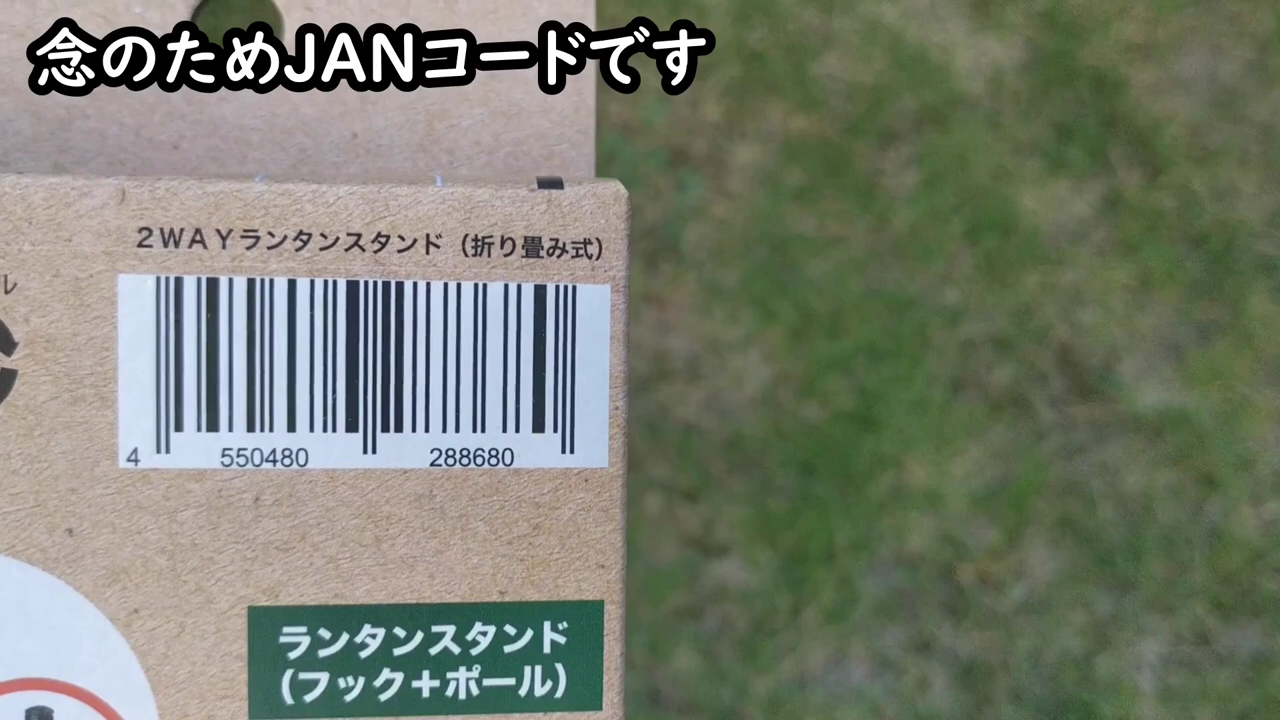 念のためJANコードです
2WAYランタンスタンド（折り畳み式）
ル
4 550480 288680
ランタンスタンド
(フック+ポール)